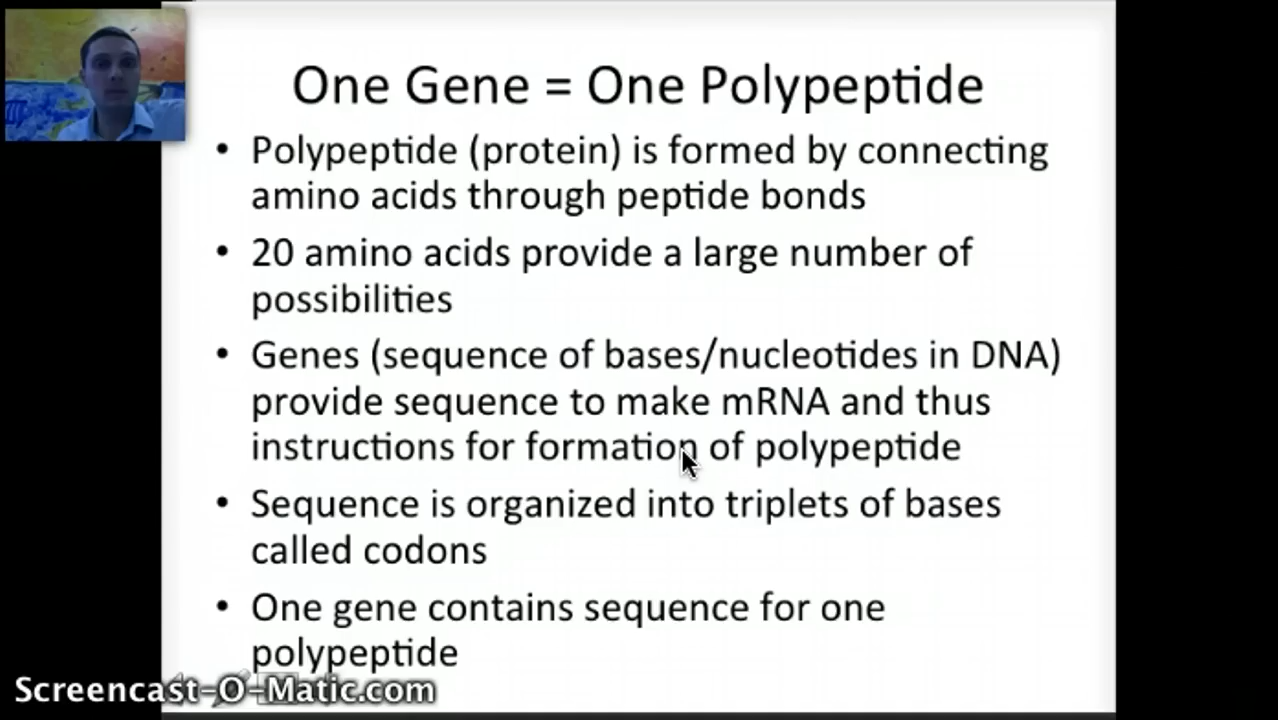 One Gene = One Polypeptide
• Polypeptide (protein) is formed by connecting
amino acids through peptide bonds
• 20 amino acids provide a large number of
possibilities
• Genes (sequence of bases/nucleotides in DNA)
provide sequence to make mRNA and thus
instructions for formation of polypeptide
• Sequence is organized into triplets of bases
called codons
• One gene contains sequence for one
polypeptide
Screencast-O-Matic.com